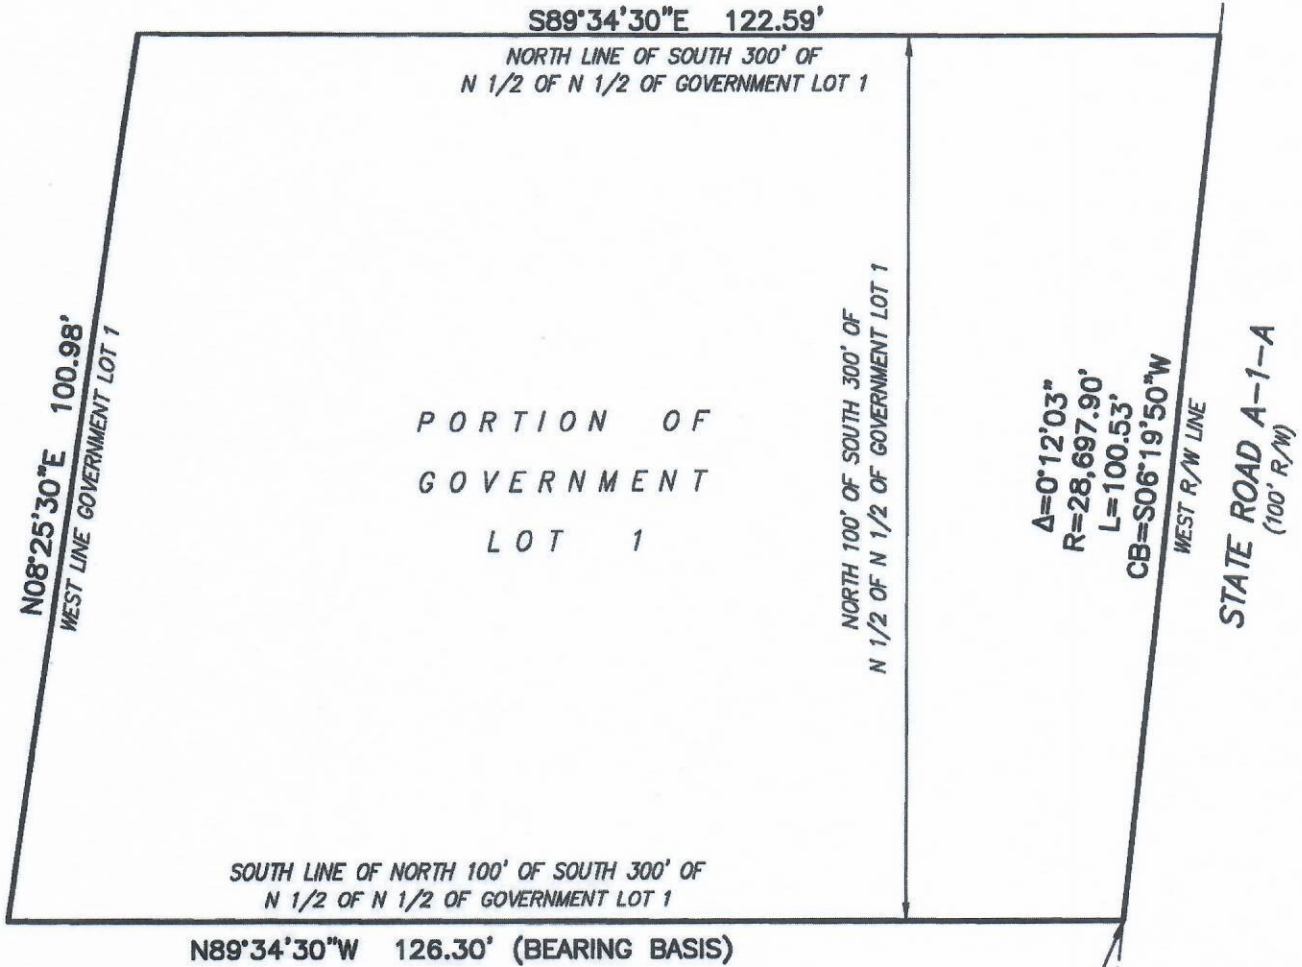 S89°34'30"E 122.59'
NORTH LINE OF SOUTH 300' OF
N 1/2 OF N 1/2 OF GOVERNMENT LOT 1
N08°25'30"E 100.98'
WEST LINE GOVERNMENT LOT 1
PORTION OF
GOVERNMENT
LOT 1
NORTH 100' OF SOUTH 300' OF
N 1/2 OF N 1/2 OF GOVERNMENT LOT 1
Δ=0°12'03"
R=28,697.90'
L=100.53'
CB=S06°19'50"W
WEST R/W LINE
STATE ROAD A-1-A
(100' R/W)
SOUTH LINE OF NORTH 100' OF SOUTH 300' OF
N 1/2 OF N 1/2 OF GOVERNMENT LOT 1
N89°34'30"W 126.30' (BEARING BASIS)